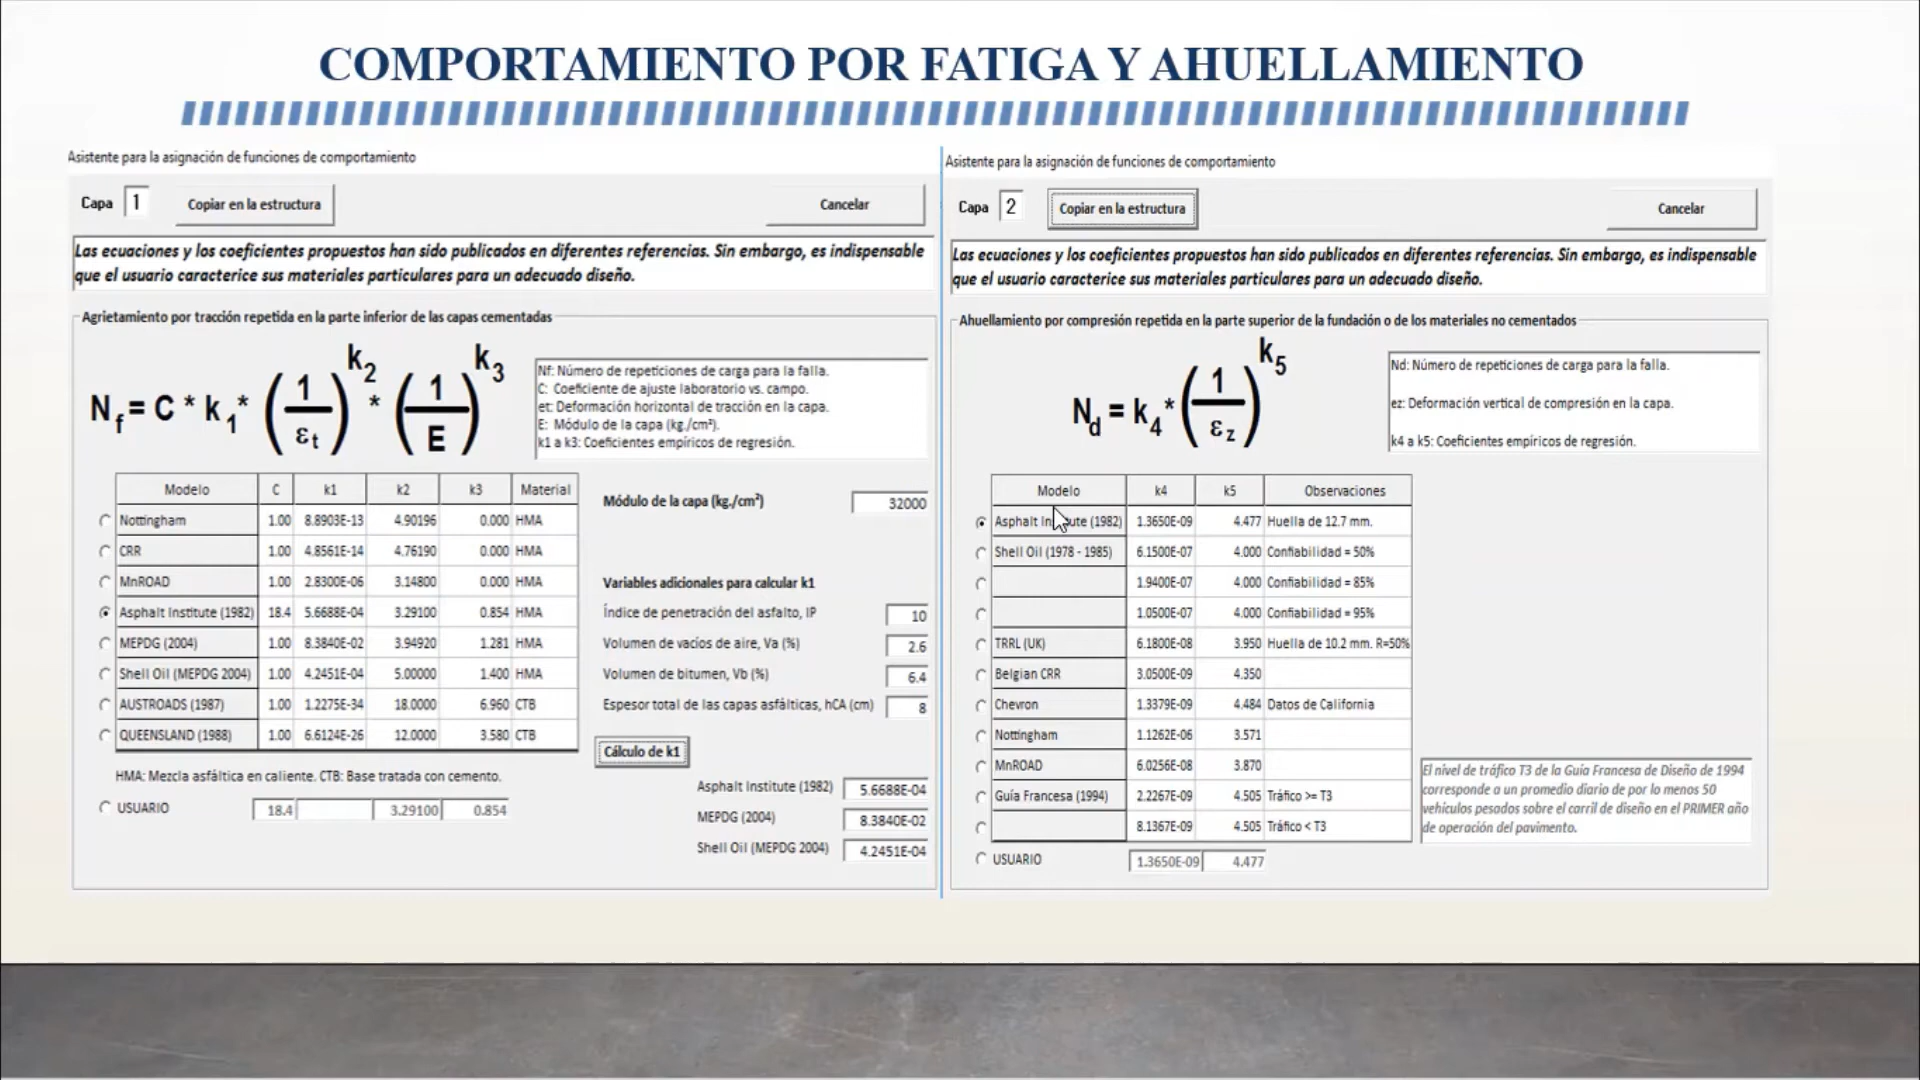 COMPORTAMIENTO POR FATIGA Y AHUELLAMIENTO
Asistente para la asignación de funciones de comportamiento
Capa 1 Copiar en la estructura Cancelar
Las ecuaciones y los coeficientes propuestos han sido publicados en diferentes referencias. Sin embargo, es indispensable
que el usuario caracterice sus materiales particulares para un adecuado diseño.
Agrietamiento por tracción repetida en la parte inferior de las capas cementadas
N_f = C * k_1 * (1/ε_t)^k_2 * (1/E)^k_3
Nf: Número de repeticiones de carga para la falla.
C: Coeficiente de ajuste laboratorio vs. campo.
et: Deformación horizontal de tracción en la capa.
E: Módulo de la capa (kg./cm²).
k1 a k3: Coeficientes empíricos de regresión.
Modelo C k1 k2 k3 Material
Nottingham 1.00 8.8903E-13 4.90196 0.000 HMA
CRR 1.00 4.8561E-14 4.76190 0.000 HMA
MnROAD 1.00 2.8300E-06 3.14800 0.000 HMA
Asphalt Institute (1982) 18.4 5.6688E-04 3.29100 0.854 HMA
MEPDG (2004) 1.00 8.3840E-02 3.94920 1.281 HMA
Shell Oil (MEPDG 2004) 1.00 4.2451E-04 5.00000 1.400 HMA
AUSTROADS (1987) 1.00 1.2275E-34 18.0000 6.960 CTB
QUEENSLAND (1988) 1.00 6.6124E-26 12.0000 3.580 CTB
HMA: Mezcla asfáltica en caliente. CTB: Base tratada con cemento.
USUARIO 18.4 3.29100 0.854
Módulo de la capa (kg./cm²) 32000
Variables adicionales para calcular k1
Índice de penetración del asfalto, IP 10
Volumen de vacíos de aire, Va (%) 2.6
Volumen de bitumen, Vb (%) 6.4
Espesor total de las capas asfálticas, hCA (cm) 8
Cálculo de k1
Asphalt Institute (1982) 5.6688E-04
MEPDG (2004) 8.3840E-02
Shell Oil (MEPDG 2004) 4.2451E-04
Asistente para la asignación de funciones de comportamiento
Capa 2 Copiar en la estructura Cancelar
Las ecuaciones y los coeficientes propuestos han sido publicados en diferentes referencias. Sin embargo, es indispensable
que el usuario caracterice sus materiales particulares para un adecuado diseño.
Ahuellamiento por compresión repetida en la parte superior de la fundación o de los materiales no cementados
N_d = k_4 * (1/ε_z)^k_5
Nd: Número de repeticiones de carga para la falla.
ez: Deformación vertical de compresión en la capa.
k4 a k5: Coeficientes empíricos de regresión.
Modelo k4 k5 Observaciones
Asphalt Institute (1982) 1.3650E-09 4.477 Huella de 12.7 mm.
Shell Oil (1978 - 1985) 6.1500E-07 4.000 Confiabilidad = 50%
1.9400E-07 4.000 Confiabilidad = 85%
1.0500E-07 4.000 Confiabilidad = 95%
TRRL (UK) 6.1800E-08 3.950 Huella de 10.2 mm. R=50%
Belgian CRR 3.0500E-09 4.350
Chevron 1.3379E-09 4.484 Datos de California
Nottingham 1.1262E-06 3.571
MnROAD 6.0256E-08 3.870
Guía Francesa (1994) 2.2267E-09 4.505 Tráfico >= T3
8.1367E-09 4.505 Tráfico < T3
USUARIO 1.3650E-09 4.477
El nivel de tráfico T3 de la Guía Francesa de Diseño de 1994
corresponde a un promedio diario de por lo menos 50
vehículos pesados sobre el carril de diseño en el PRIMER año
de operación del pavimento.